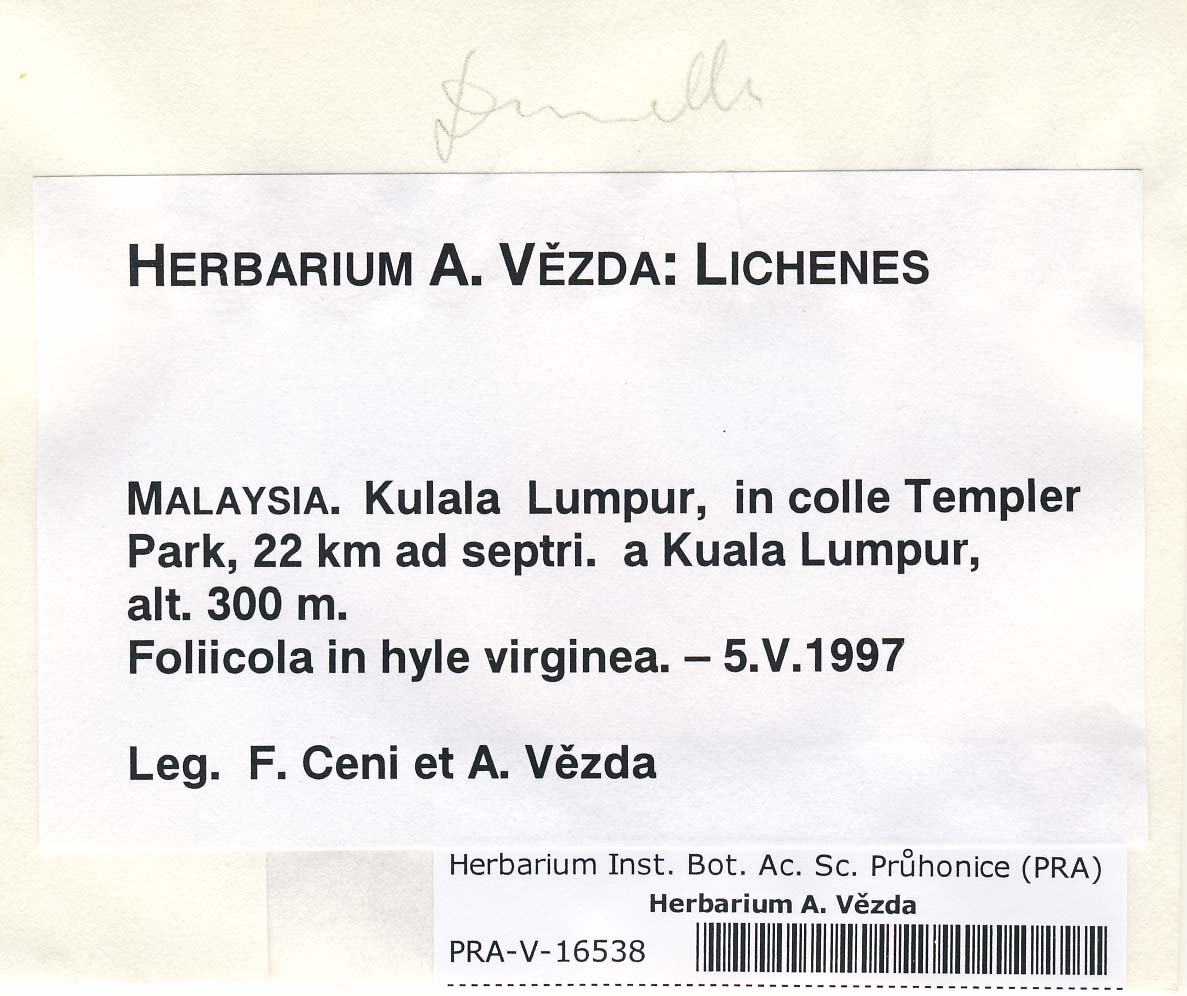 HERBARIUM A. VĚZDA: LICHENES
MALAYSIA. Kulala Lumpur, in colle Templer
Park, 22 km ad septri. a Kuala Lumpur,
alt. 300 m.
Foliicola in hyle virginea. – 5.V.1997
Leg. F. Ceni et A. Vězda
Herbarium Inst. Bot. Ac. Sc. Průhonice (PRA)
Herbarium A. Vězda
PRA-V-16538